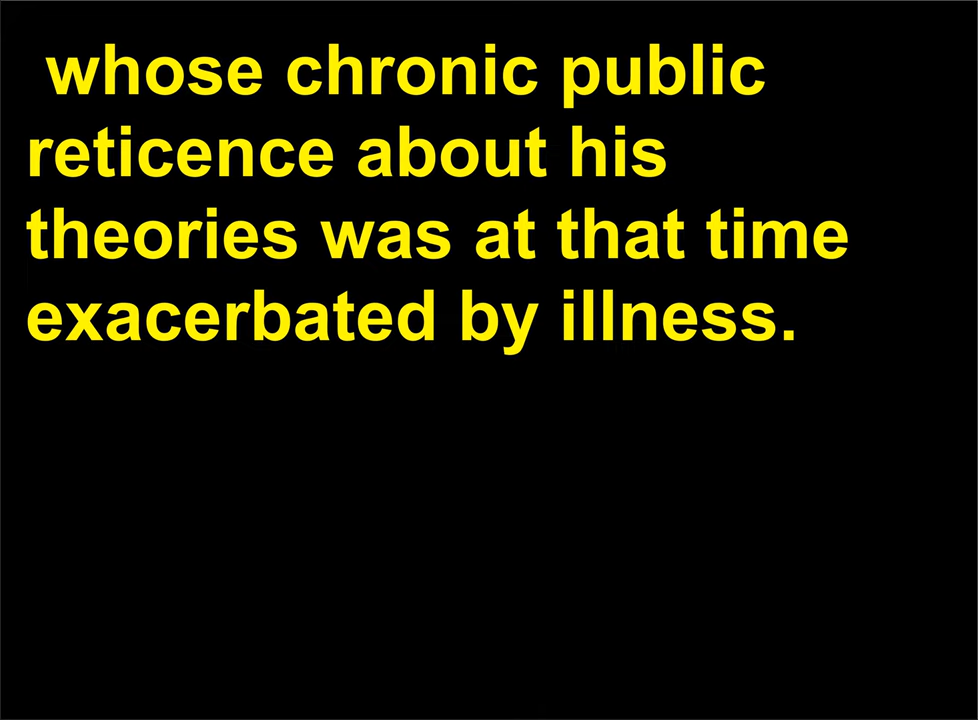 whose chronic public
reticence about his
theories was at that time
exacerbated by illness.